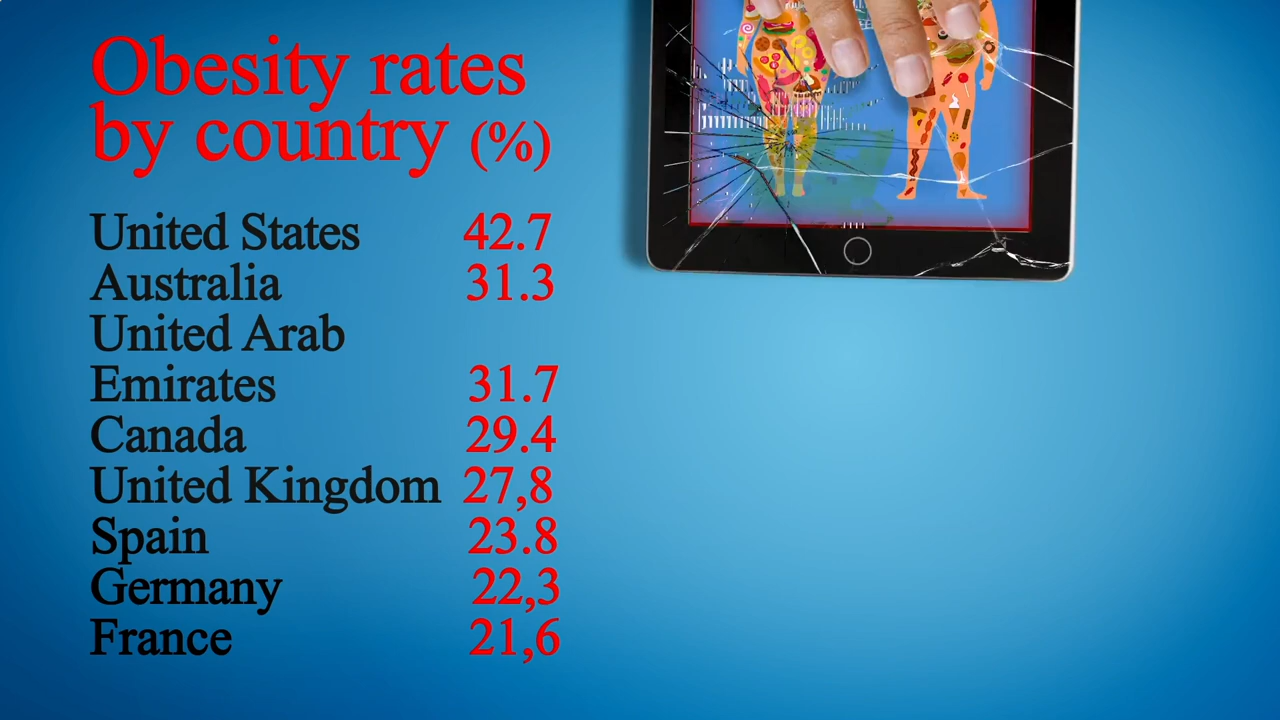 Obesity rates
by country (%)
United States 42.7
Australia 31.3
United Arab
Emirates 31.7
Canada 29.4
United Kingdom 27,8
Spain 23.8
Germany 22,3
France 21,6